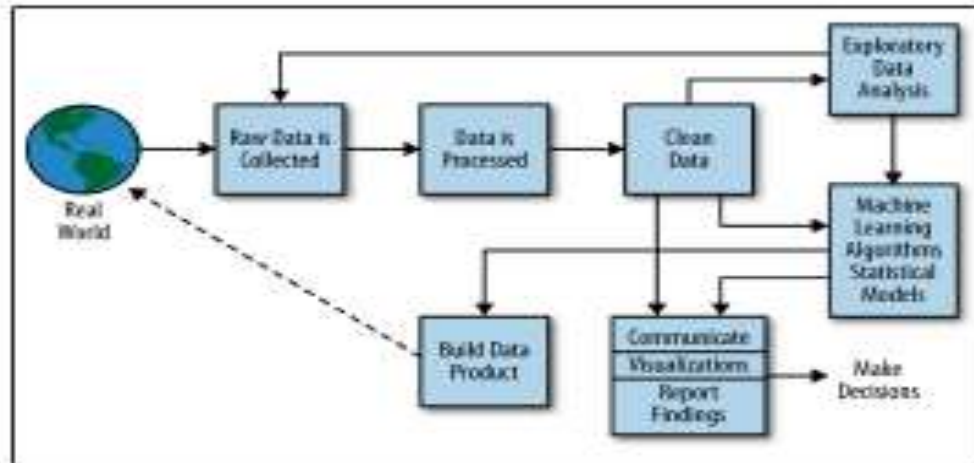 Exploratory
Data
Analysis
Raw Data is
Collected
Data is
Processed
Clean
Data
Real
World
Machine
Learning
Algorithms
Statistical
Models
Build Data
Product
Communicate
Visualizations
Report
Findings
Make
Decisions